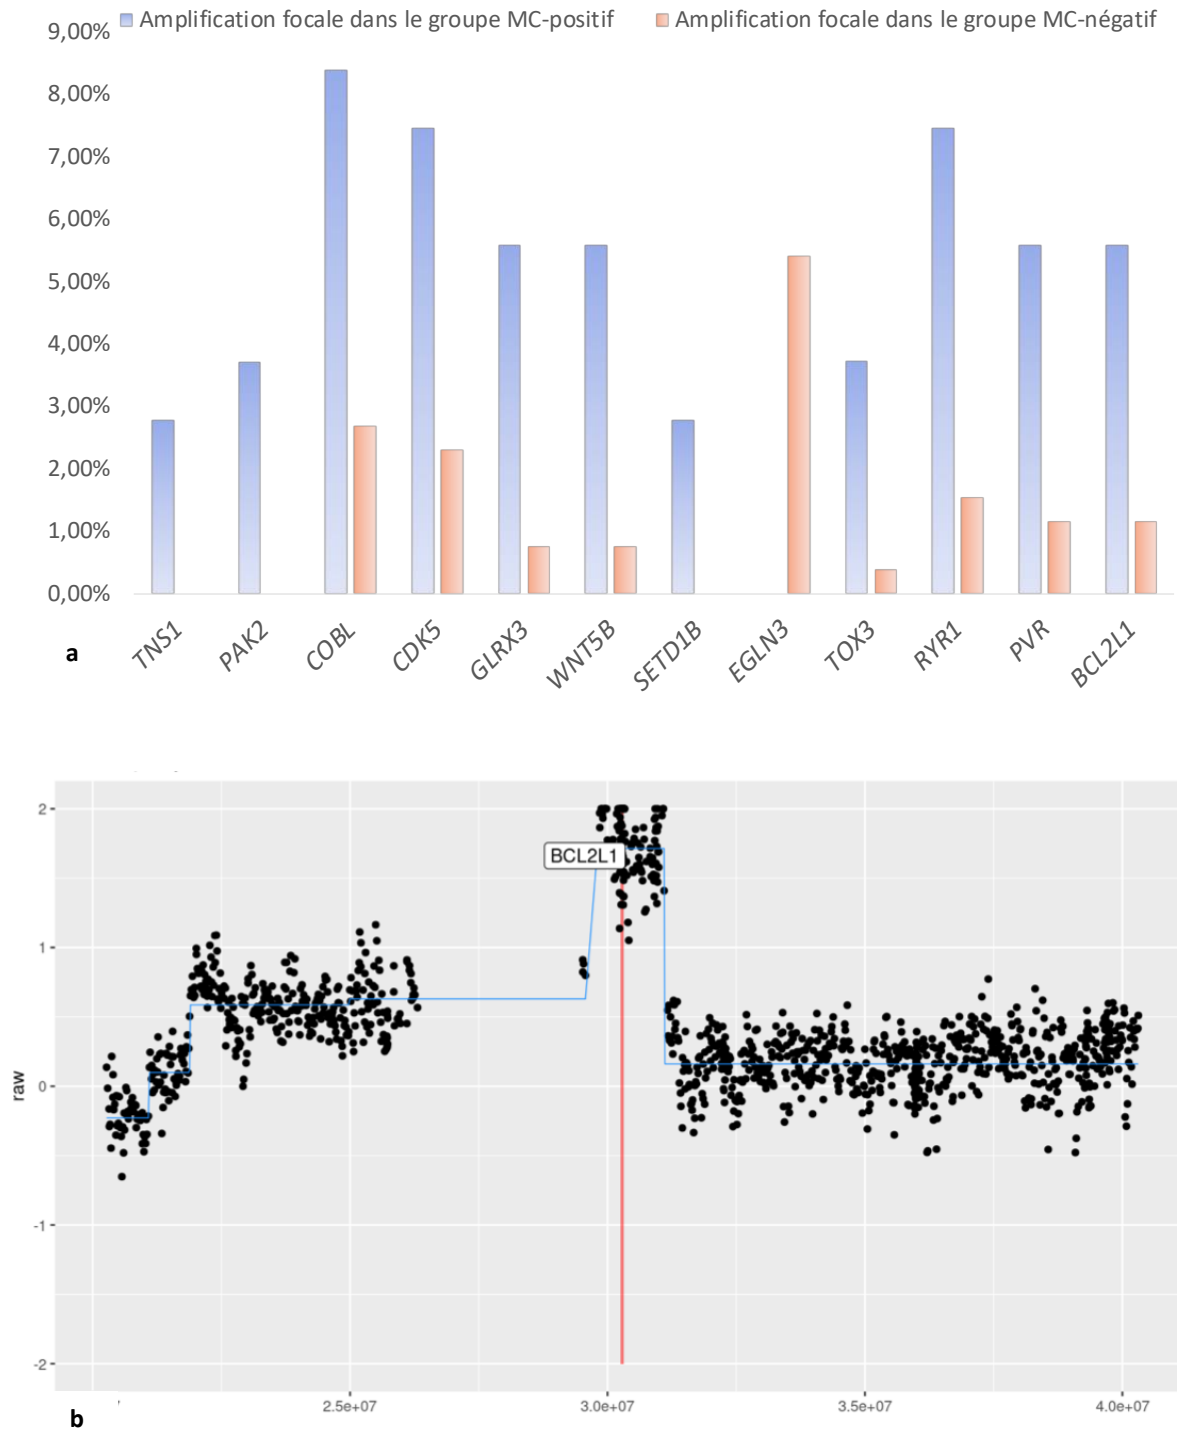 Amplification focale dans le groupe MC-positif Amplification focale dans le groupe MC-négatif
9,00%
8,00%
7,00%
6,00%
5,00%
4,00%
3,00%
2,00%
1,00%
0,00%
TNS1 PAK2 COBL CDK5 GLRX3 WNT5B SETD1B EGLN3 TOX3 RYR1 PVR BCL2L1
a
2
BCL2L1
1
raw
0
-1
-2
2.5e+07 3.0e+07 3.5e+07 4.0e+07
b